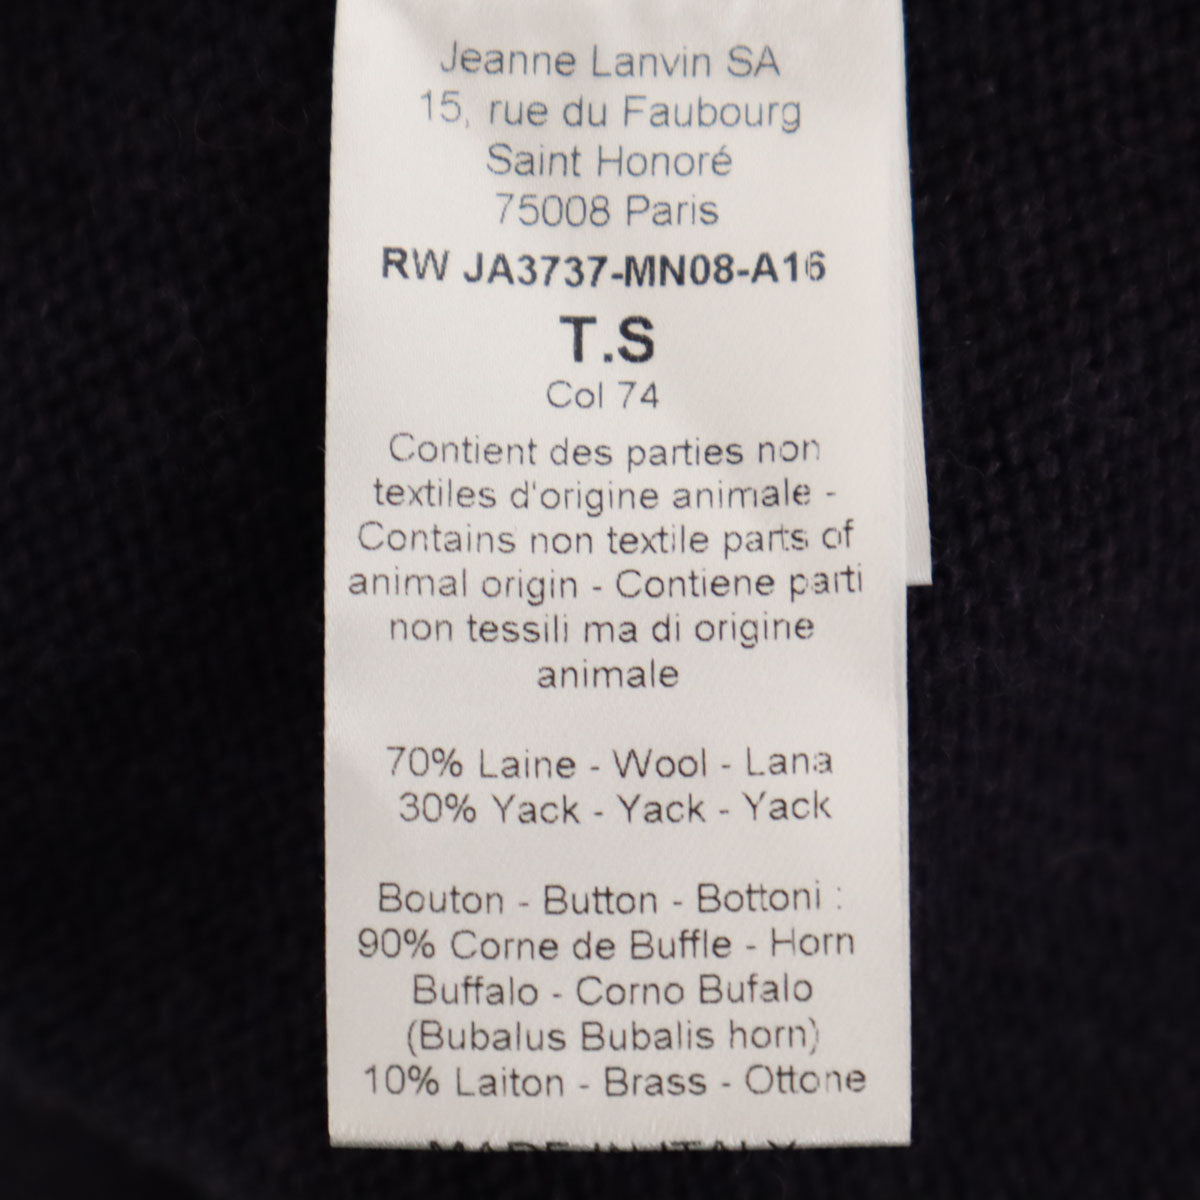 Jeanne Lanvin SA
15, rue du Faubourg
Saint Honoré
75008 Paris
RW JA3737-MN08-A16
T.S
Col 74
Contient des parties non
textiles d'origine animale -
Contains non textile parts of
animal origin - Contiene parti
non tessili ma di origine
animale
70% Laine - Wool - Lana
30% Yack - Yack - Yack
Bouton - Button - Bottoni :
90% Corne de Buffle - Horn
Buffalo - Corno Bufalo
(Bubalus Bubalis horn)
10% Laiton - Brass - Ottone
MADE IN ITALY